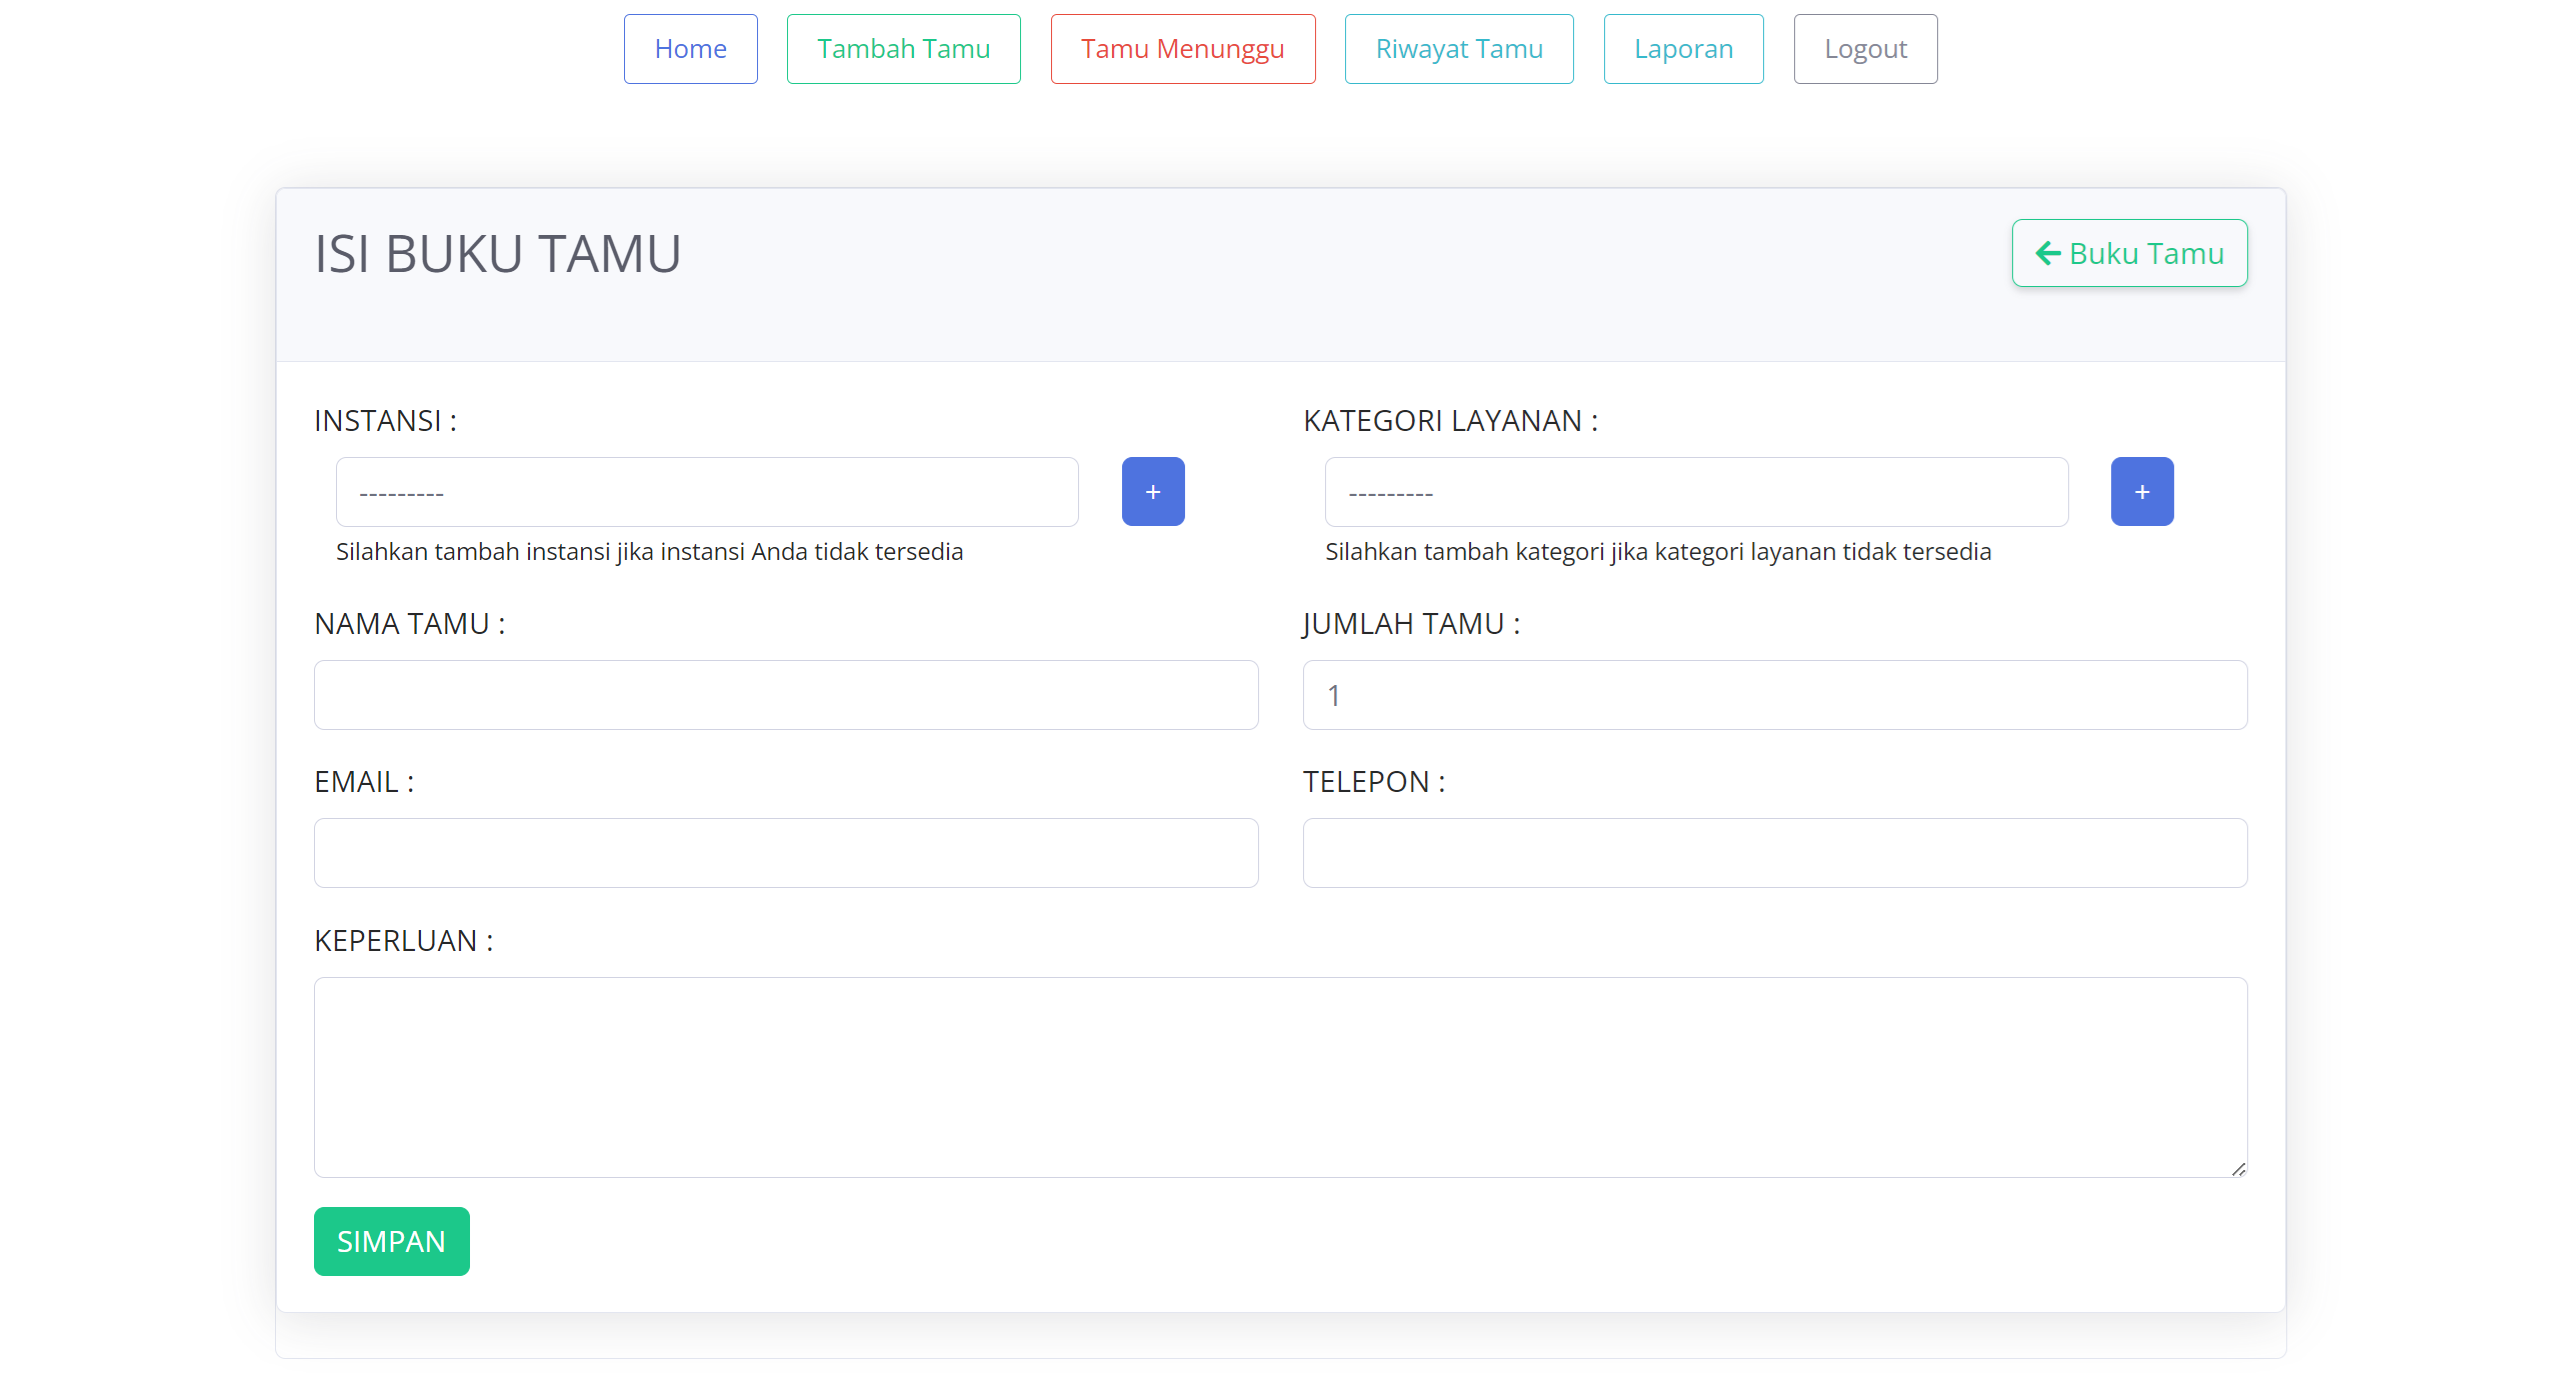 Home Tambah Tamu Tamu Menunggu Riwayat Tamu Laporan Logout
ISI BUKU TAMU
Buku Tamu
INSTANSI : KATEGORI LAYANAN :
--------- + --------- +
Silahkan tambah instansi jika instansi Anda tidak tersedia Silahkan tambah kategori jika kategori layanan tidak tersedia
NAMA TAMU : JUMLAH TAMU :
1
EMAIL : TELEPON :
KEPERLUAN :
SIMPAN